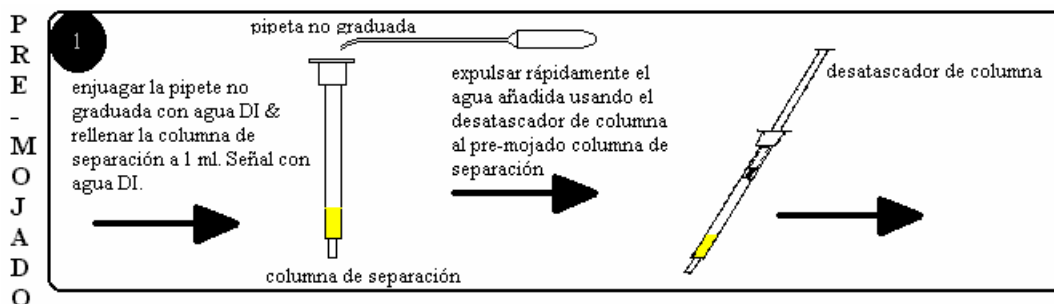 PRE-MOJADO
1
enjuagar la pipete no
graduada con agua DI &
rellenar la columna de
separación a 1 ml. Señal con
agua DI.
pipeta no graduada
columna de separación
expulsar rápidamente el
agua añadida usando el
desatascador de columna
al pre-mojado columna de
separación
desatascador de columna